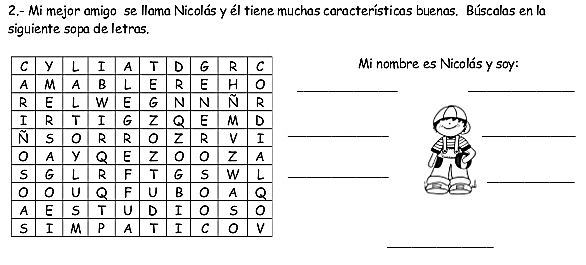 2.- Mi mejor amigo se llama Nicolás y él tiene muchas características buenas. Búscalas en la
siguiente sopa de letras.
Mi nombre es Nicolás y soy:
C Y L I A T D G R C
A M A B L E R E H O
R E L W E G N N Ñ R
I R T I G Z Q E M D
Ñ S O R R O Z R V I
O A Y Q E Z O O Z A
S G L R F T G S W L
O O U Q F U B O A Q
A E S T U D I O S O
S I M P A T I C O V